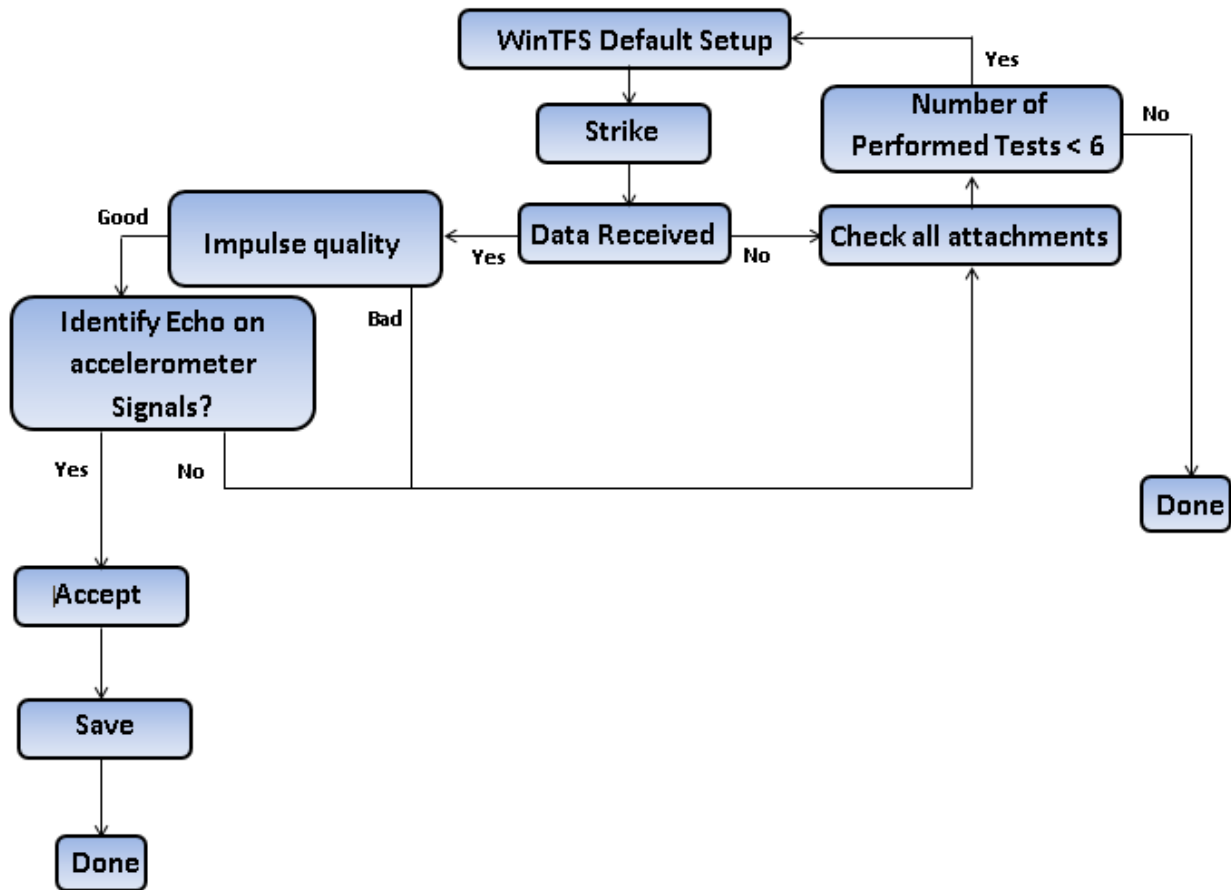 WinTFS Default Setup
Yes
Number of
Performed Tests < 6
No
Strike
Good
Impulse quality
Data Received
Check all attachments
Yes
No
Bad
Identify Echo on
accelerometer
Signals?
Yes
No
Done
Accept
Save
Done